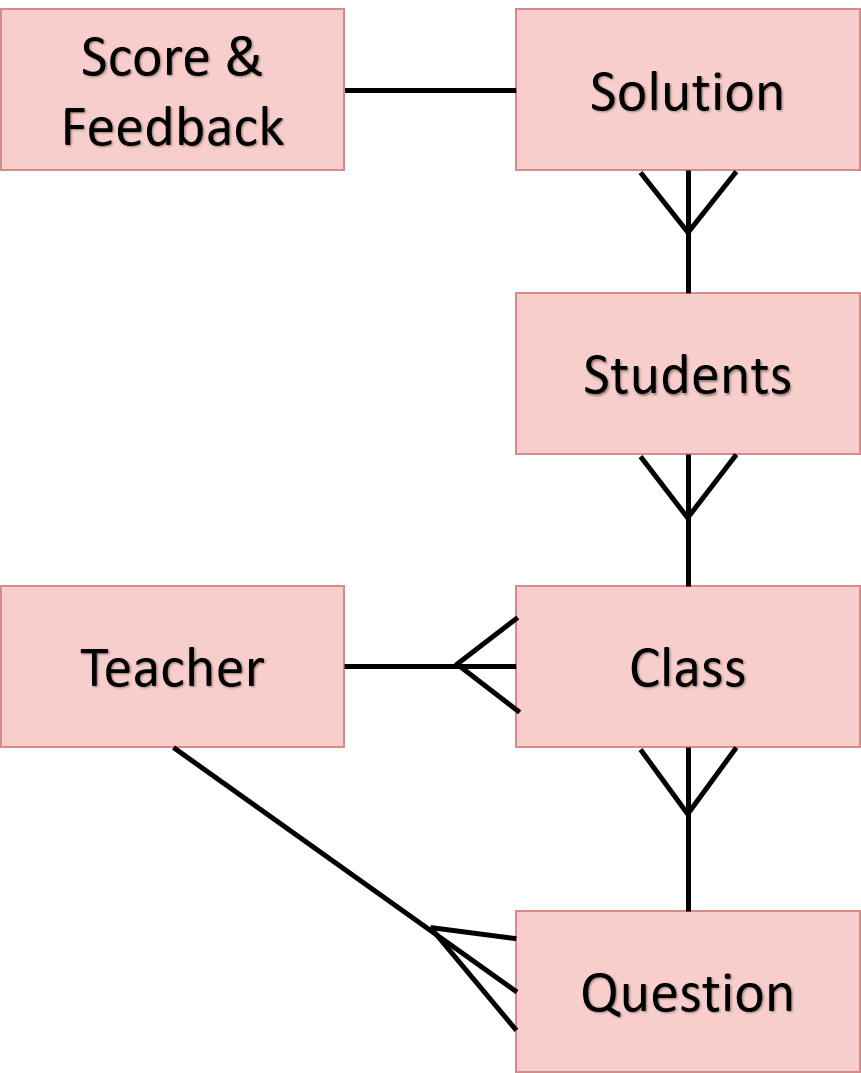 Score &
Feedback
Solution
Students
Teacher
Class
Question